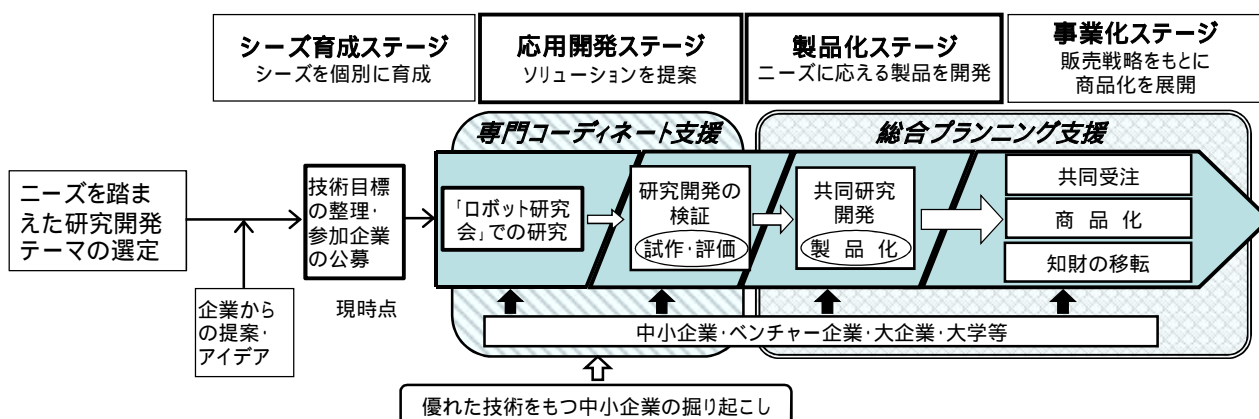 シーズ育成ステージ
シーズを個別に育成
応用開発ステージ
ソリューションを提案
製品化ステージ
ニーズに応える製品を開発
事業化ステージ
販売戦略をもとに
商品化を展開
専門コーディネート支援
総合プランニング支援
ニーズを踏ま
えた研究開発
テーマの選定
企業から
の提案・
アイデア
技術目標
の整理・
参加企業
の公募
現時点
「ロボット研究
会」での研究
研究開発の
検証
試作・評価
共同研究
開発
製 品 化
共同受注
商 品 化
知財の移転
中小企業・ベンチャー企業・大企業・大学等
優れた技術をもつ中小企業の掘り起こし